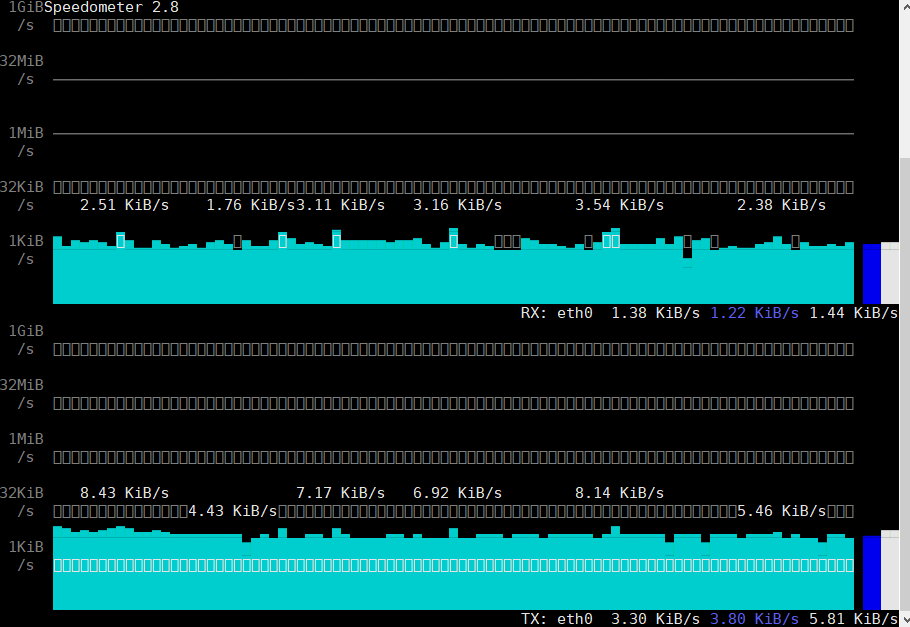 1GiBSpeedometer 2.8
/s
32MiB
/s
1MiB
/s
32KiB
/s 2.51 KiB/s 1.76 KiB/s3.11 KiB/s 3.16 KiB/s 3.54 KiB/s 2.38 KiB/s
1KiB
/s
RX: eth0 1.38 KiB/s 1.22 KiB/s 1.44 KiB/s
1GiB
/s
32MiB
/s
1MiB
/s
32KiB 8.43 KiB/s 7.17 KiB/s 6.92 KiB/s 8.14 KiB/s
/s 4.43 KiB/s 5.46 KiB/s
1KiB
/s
TX: eth0 3.30 KiB/s 3.80 KiB/s 5.81 KiB/s